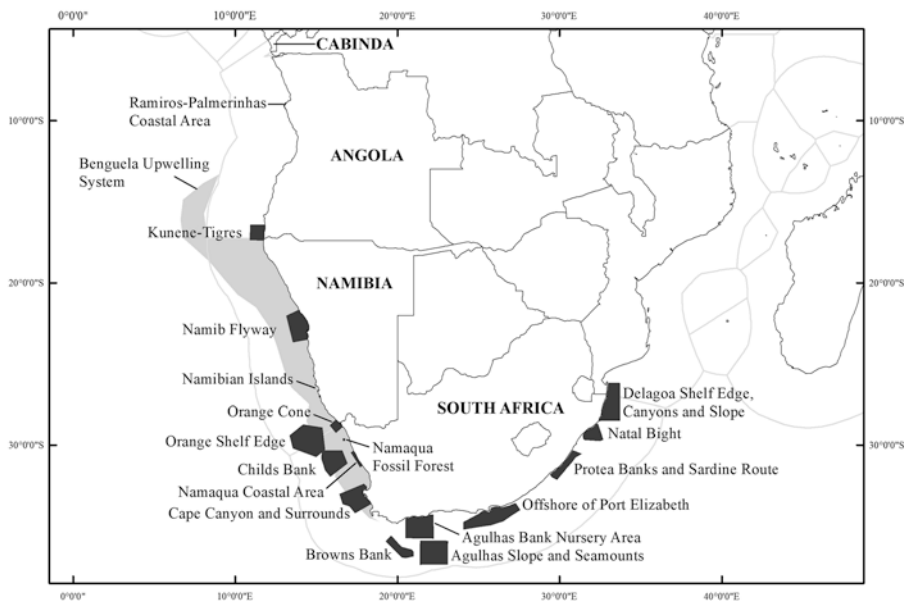 0°0'0"
10°0'0"E
20°0'0"E
30°0'0"E
40°0'0"E
CABINDA
Ramiros-Palmerinhas
Coastal Area
10°0'0"S
10°0'0"S
ANGOLA
Benguela Upwelling
System
Kunene-Tigres
NAMIBIA
20°0'0"S
20°0'0"S
Namib Flyway
Namibian Islands
Delagoa Shelf Edge,
Canyons and Slope
Orange Cone
SOUTH AFRICA
Natal Bight
Orange Shelf Edge
30°0'0"S
30°0'0"S
Namaqua
Fossil Forest
Childs Bank
Protea Banks and Sardine Route
Namaqua Coastal Area
Cape Canyon and Surrounds
Offshore of Port Elizabeth
Agulhas Bank Nursery Area
Browns Bank
Agulhas Slope and Seamounts
0°0'0"
10°0'0"E
20°0'0"E
30°0'0"E
40°0'0"E